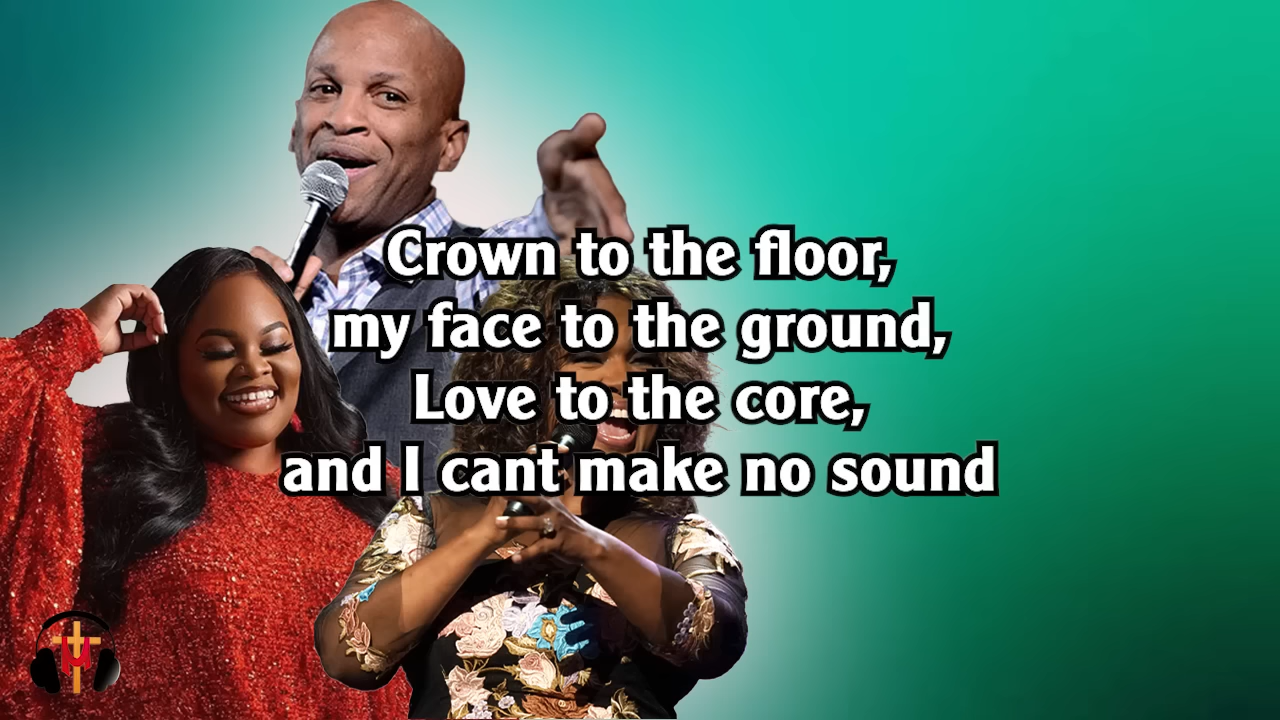 Crown to the floor,
my face to the ground,
Love to the core,
and I cant make no sound